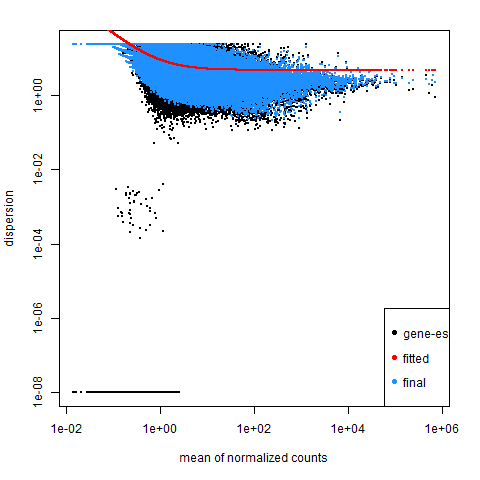 dispersion
1e+00
1e-02
1e-04
1e-06
1e-08
gene-es
fitted
final
1e-02 1e+00 1e+02 1e+04 1e+06
mean of normalized counts